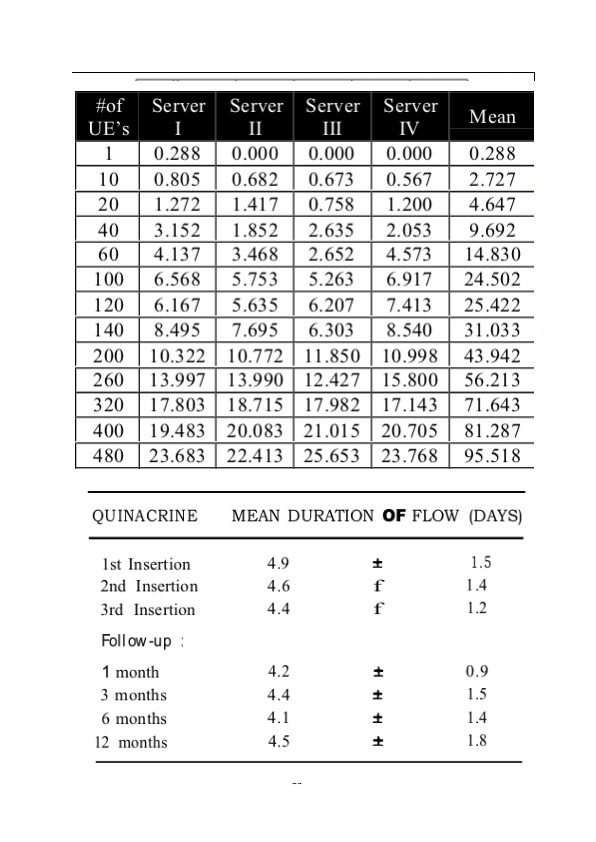 #of UE's Server I Server II Server III Server IV Mean
1 0.288 0.000 0.000 0.000 0.288
10 0.805 0.682 0.673 0.567 2.727
20 1.272 1.417 0.758 1.200 4.647
40 3.152 1.852 2.635 2.053 9.692
60 4.137 3.468 2.652 4.573 14.830
100 6.568 5.753 5.263 6.917 24.502
120 6.167 5.635 6.207 7.413 25.422
140 8.495 7.695 6.303 8.540 31.033
200 10.322 10.772 11.850 10.998 43.942
260 13.997 13.990 12.427 15.800 56.213
320 17.803 18.715 17.982 17.143 71.643
400 19.483 20.083 21.015 20.705 81.287
480 23.683 22.413 25.653 23.768 95.518
QUINACRINE MEAN DURATION OF FLOW (DAYS)
1st Insertion 4.9 ± 1.5
2nd Insertion 4.6 f 1.4
3rd Insertion 4.4 f 1.2
Follow-up :
1 month 4.2 ± 0.9
3 months 4.4 ± 1.5
6 months 4.1 ± 1.4
12 months 4.5 ± 1.8
--